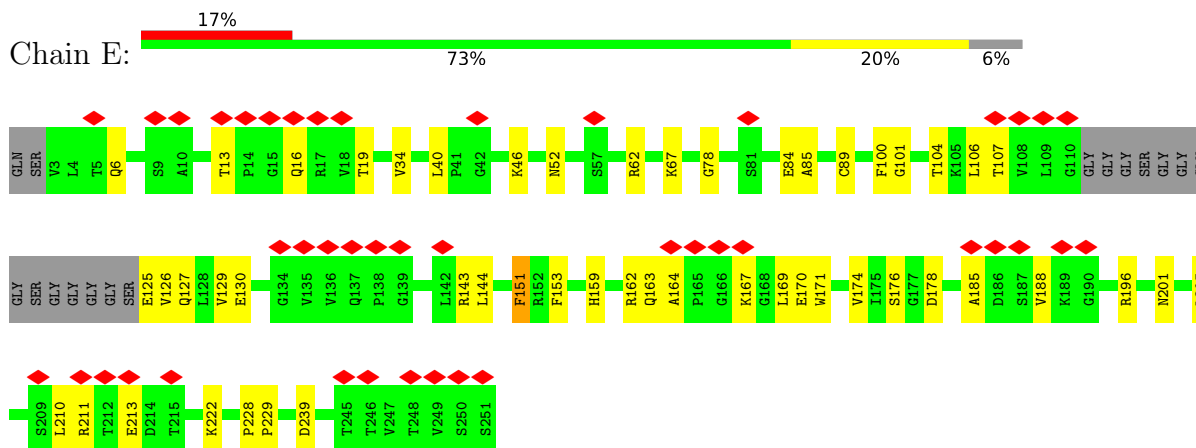 17%
Chain E:
73% 20% 6%
GLN SER V3 L4 T5 Q6 S9 A10 T13 P14 G15 Q16 R17 V18 T19 V34 L40 P41 G42 K46 N52 S57 R62 K67 G78 S81 E84 A85 C89 F100 G101 T104 K105 L106 T107 V108 L109 G110 GLY GLY GLY SER GLY GLY
GLY SER GLY GLY GLY GLY SER E125 V126 Q127 L128 V129 E130 G134 V135 V136 Q137 P138 G139 L142 R143 L144 F151 R152 F153 H159 R162 Q163 A164 P165 G166 K167 G168 L169 E170 W171 V174 I175 S176 G177 D178 A185 D186 S187 V188 K189 G190 R196 N201
S209 L210 R211 T212 E213 D214 T215 K222 P228 P229 D239 T245 T246 V247 T248 V249 S250 S251